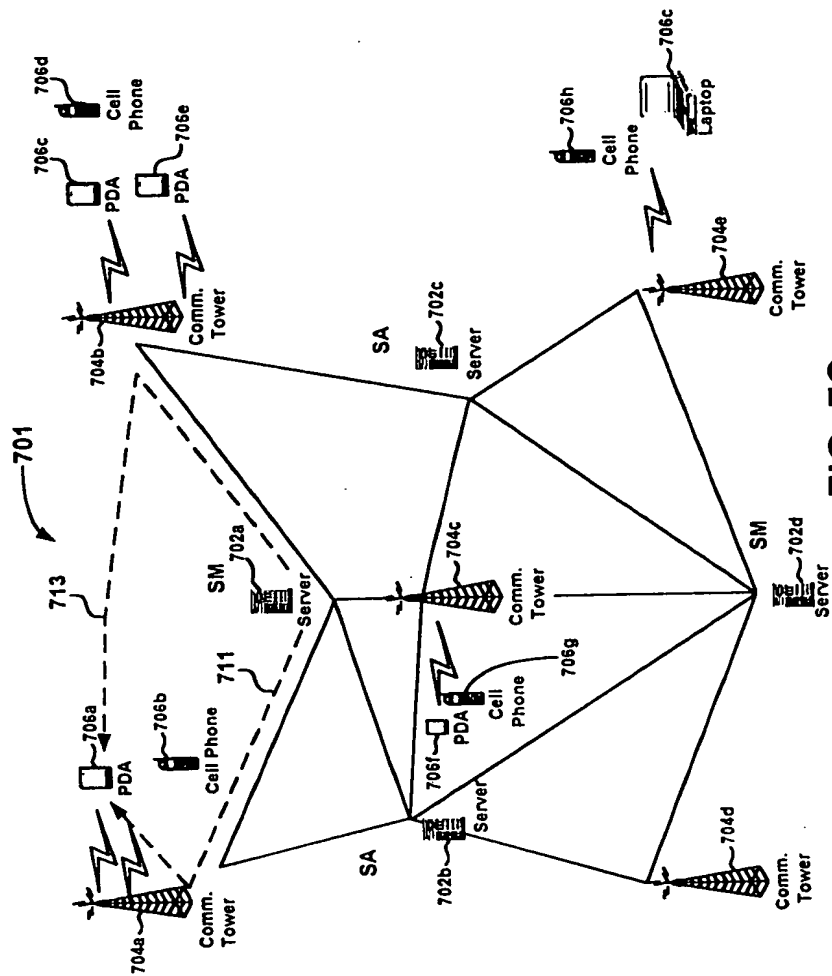 701
713
706a
PDA
706b
Cell Phone
704a
Comm.
Tower
711
SM
702a
Server
704b
Comm.
Tower
706c
PDA
706d
Cell
Phone
706e
PDA
SA
702b
Server
706f
PDA
Cell
Phone
706g
704c
Comm.
Tower
SA
702c
Server
706h
Cell
Phone
706c
Laptop
704d
Comm.
Tower
SM
702d
Server
704e
Comm.
Tower